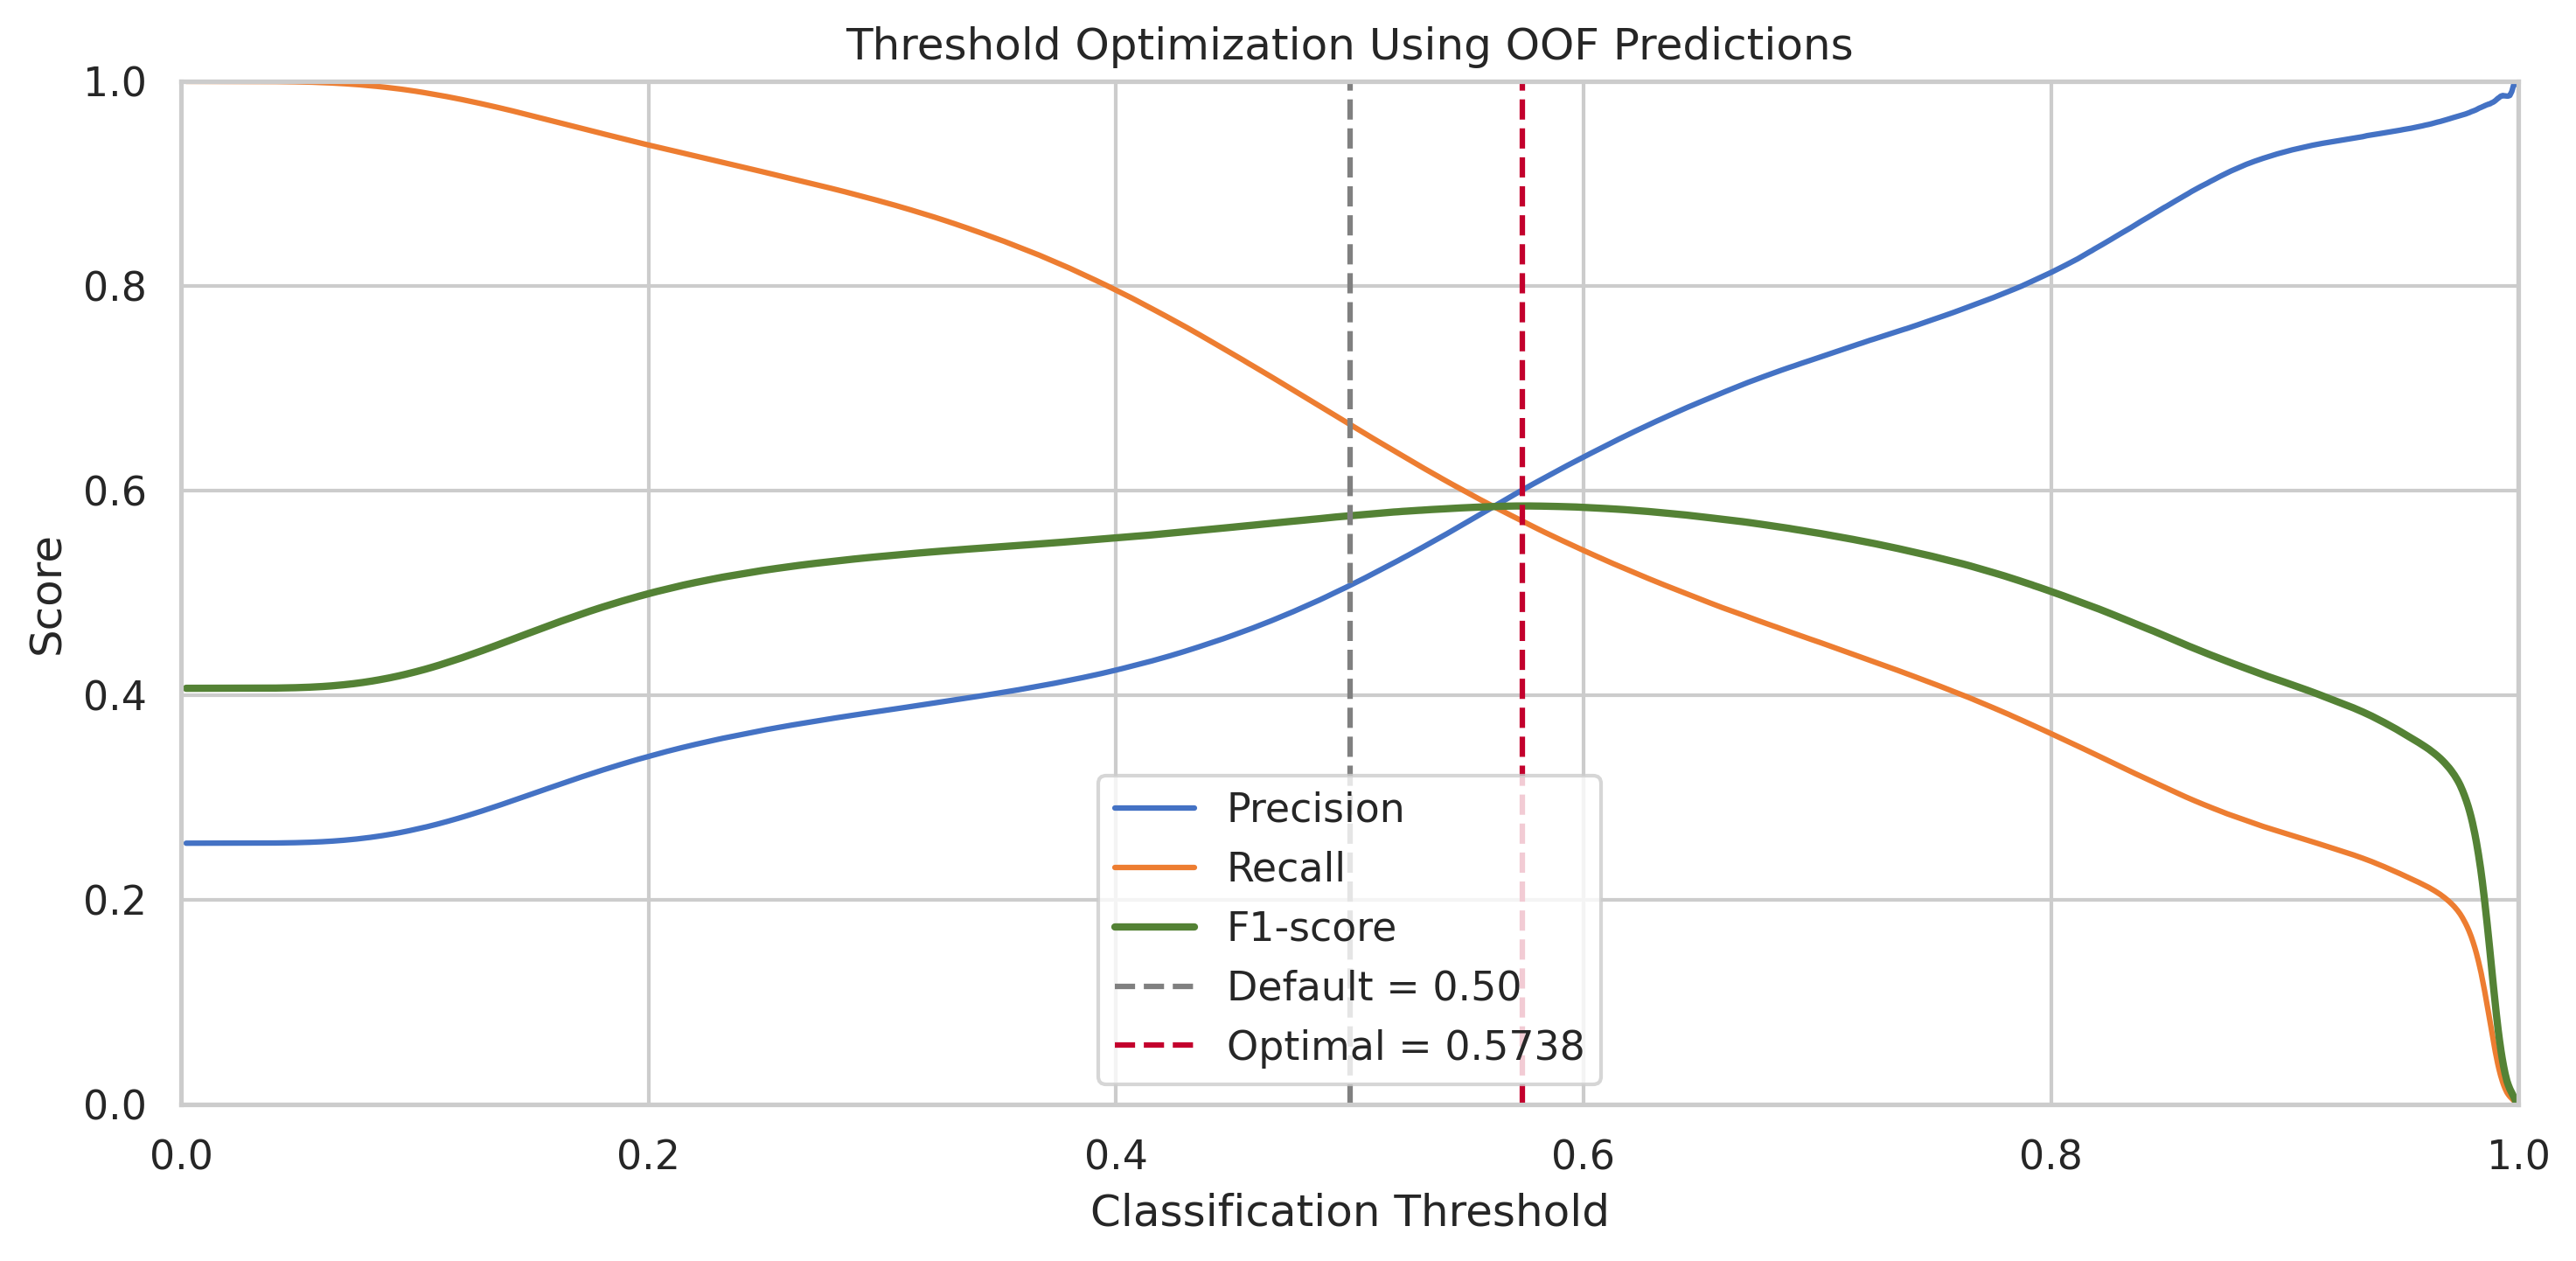 Threshold Optimization Using OOF Predictions
1.0
0.8
0.6
0.4
0.2
0.0
Score
Precision
Recall
F1-score
Default = 0.50
Optimal = 0.5738
0.0 0.2 0.4 0.6 0.8 1.0
Classification Threshold